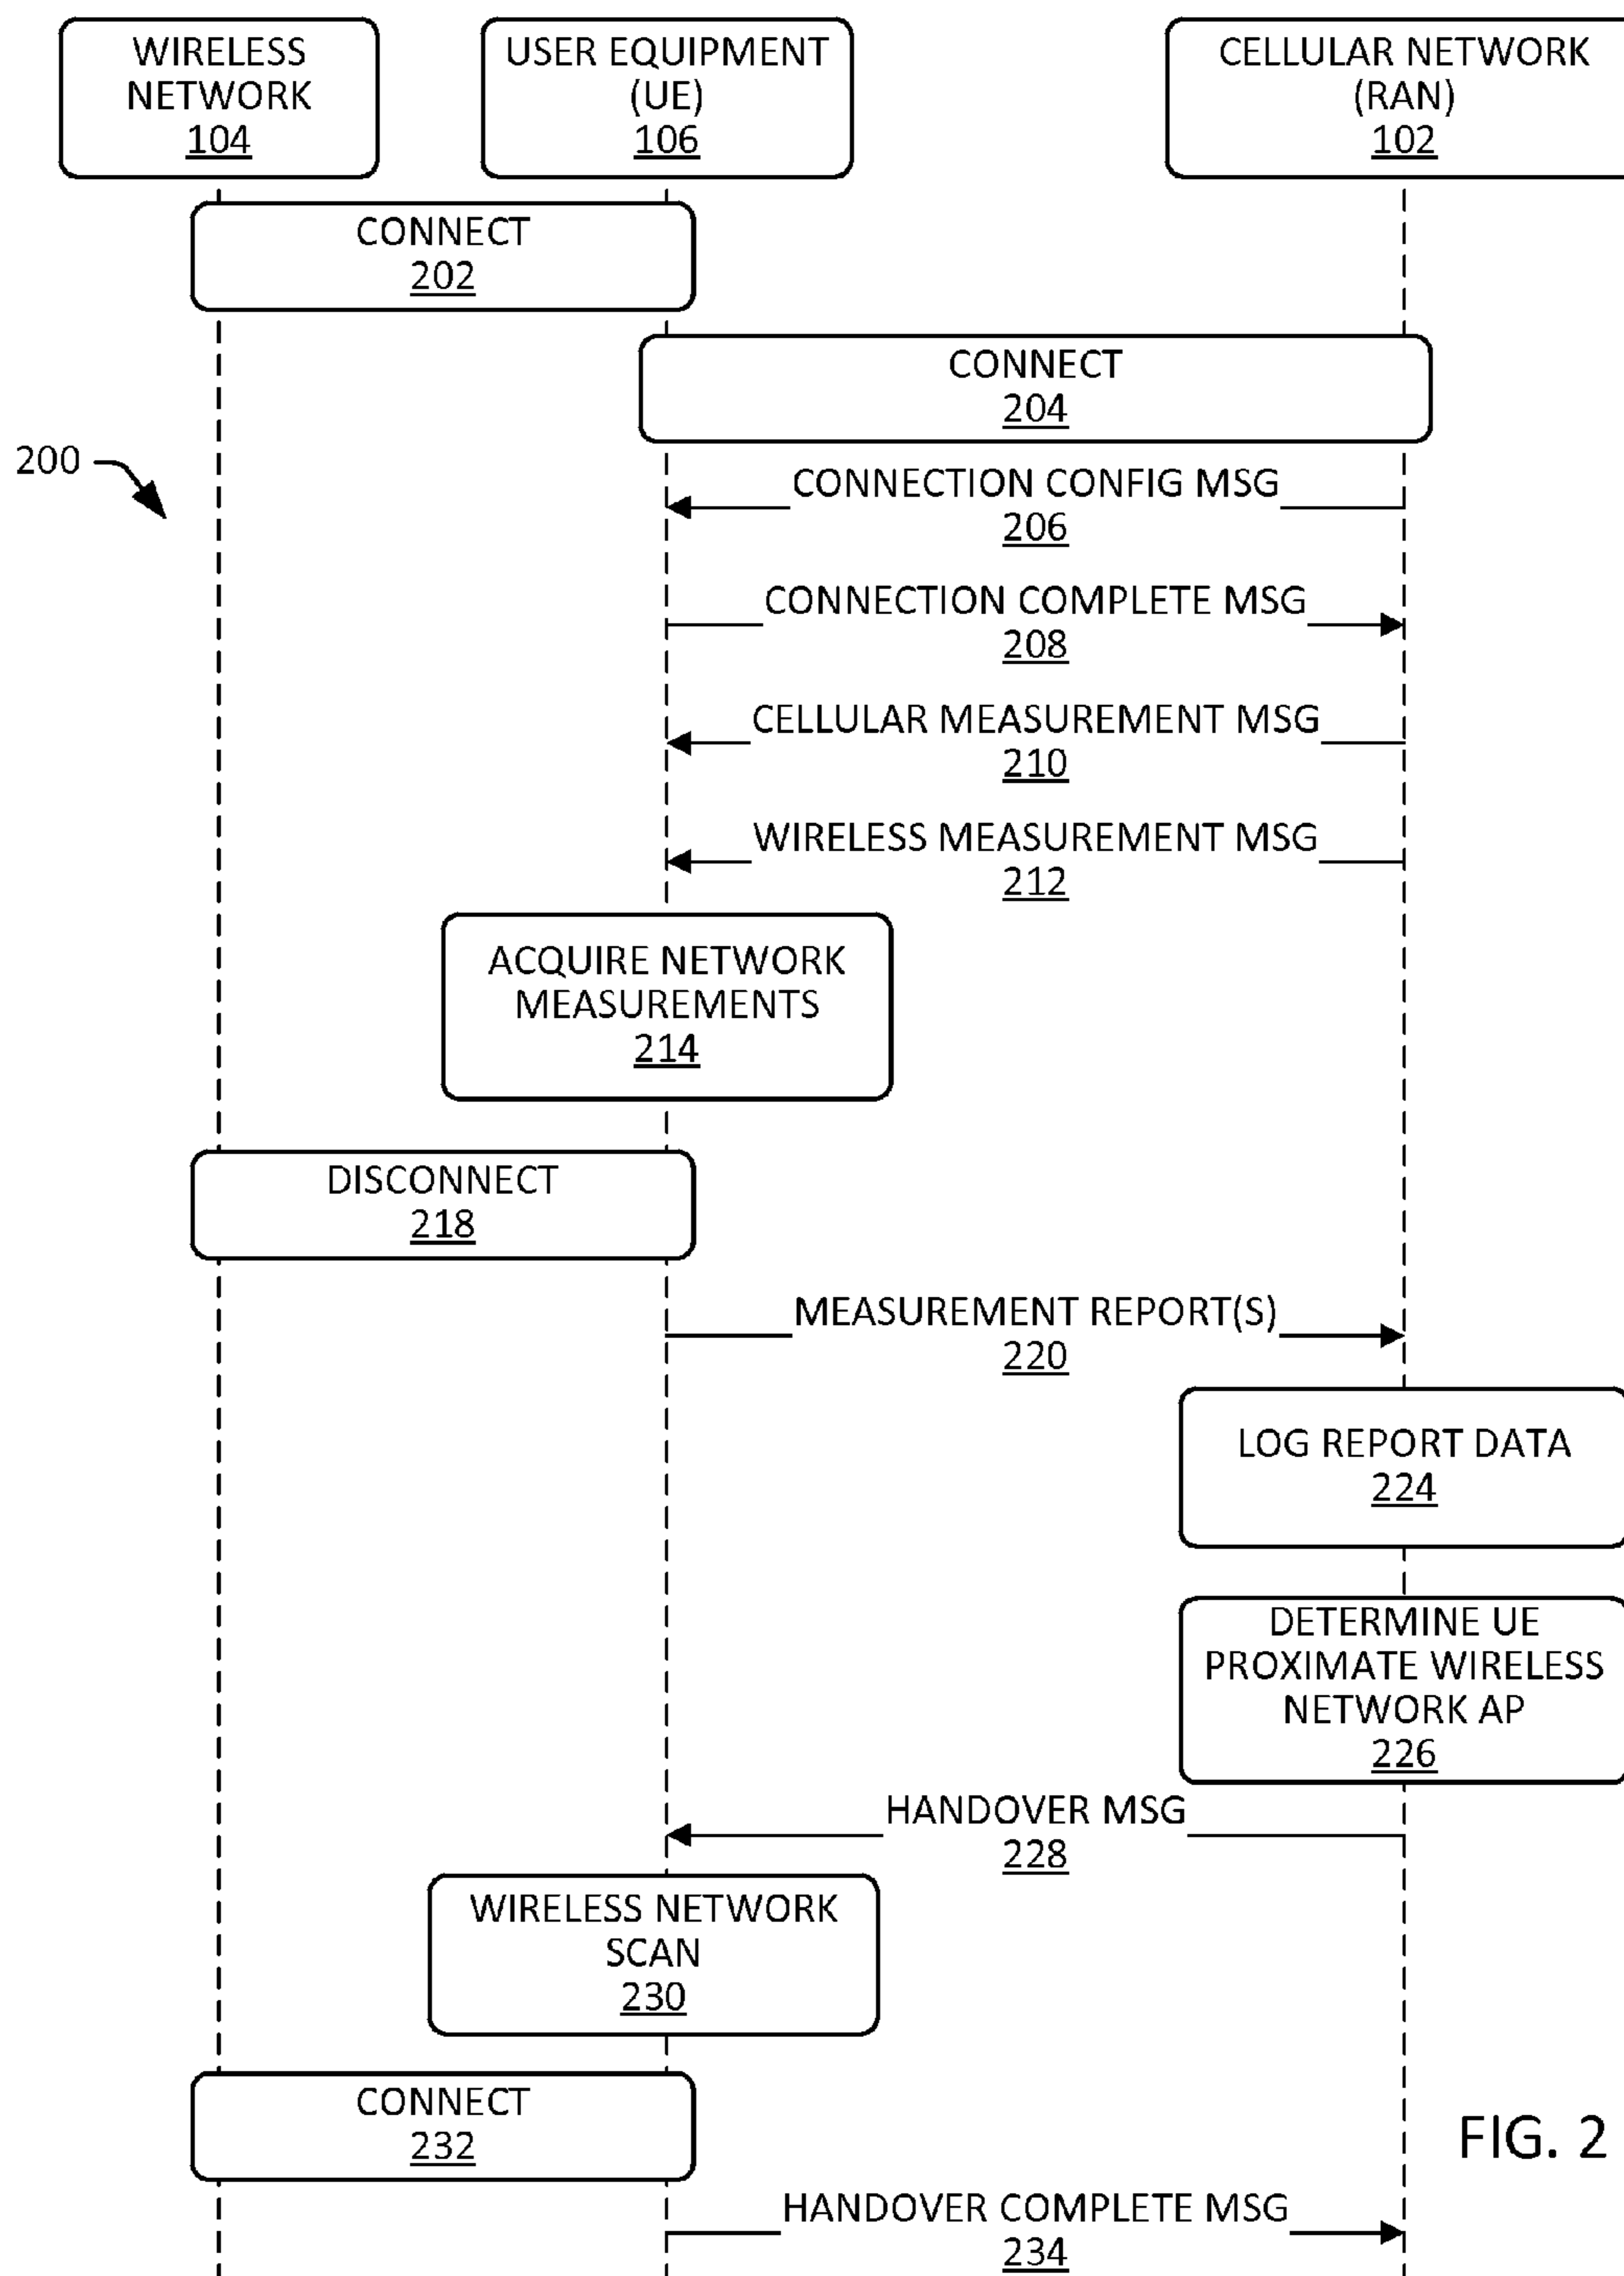 WIRELESS
NETWORK
104
USER EQUIPMENT
(UE)
106
CELLULAR NETWORK
(RAN)
102
CONNECT
202
CONNECT
204
200
CONNECTION CONFIG MSG
206
CONNECTION COMPLETE MSG
208
CELLULAR MEASUREMENT MSG
210
WIRELESS MEASUREMENT MSG
212
ACQUIRE NETWORK
MEASUREMENTS
214
DISCONNECT
218
MEASUREMENT REPORT(S)
220
LOG REPORT DATA
224
DETERMINE UE
PROXIMATE WIRELESS
NETWORK AP
226
HANDOVER MSG
228
WIRELESS NETWORK
SCAN
230
CONNECT
232
FIG. 2
HANDOVER COMPLETE MSG
234